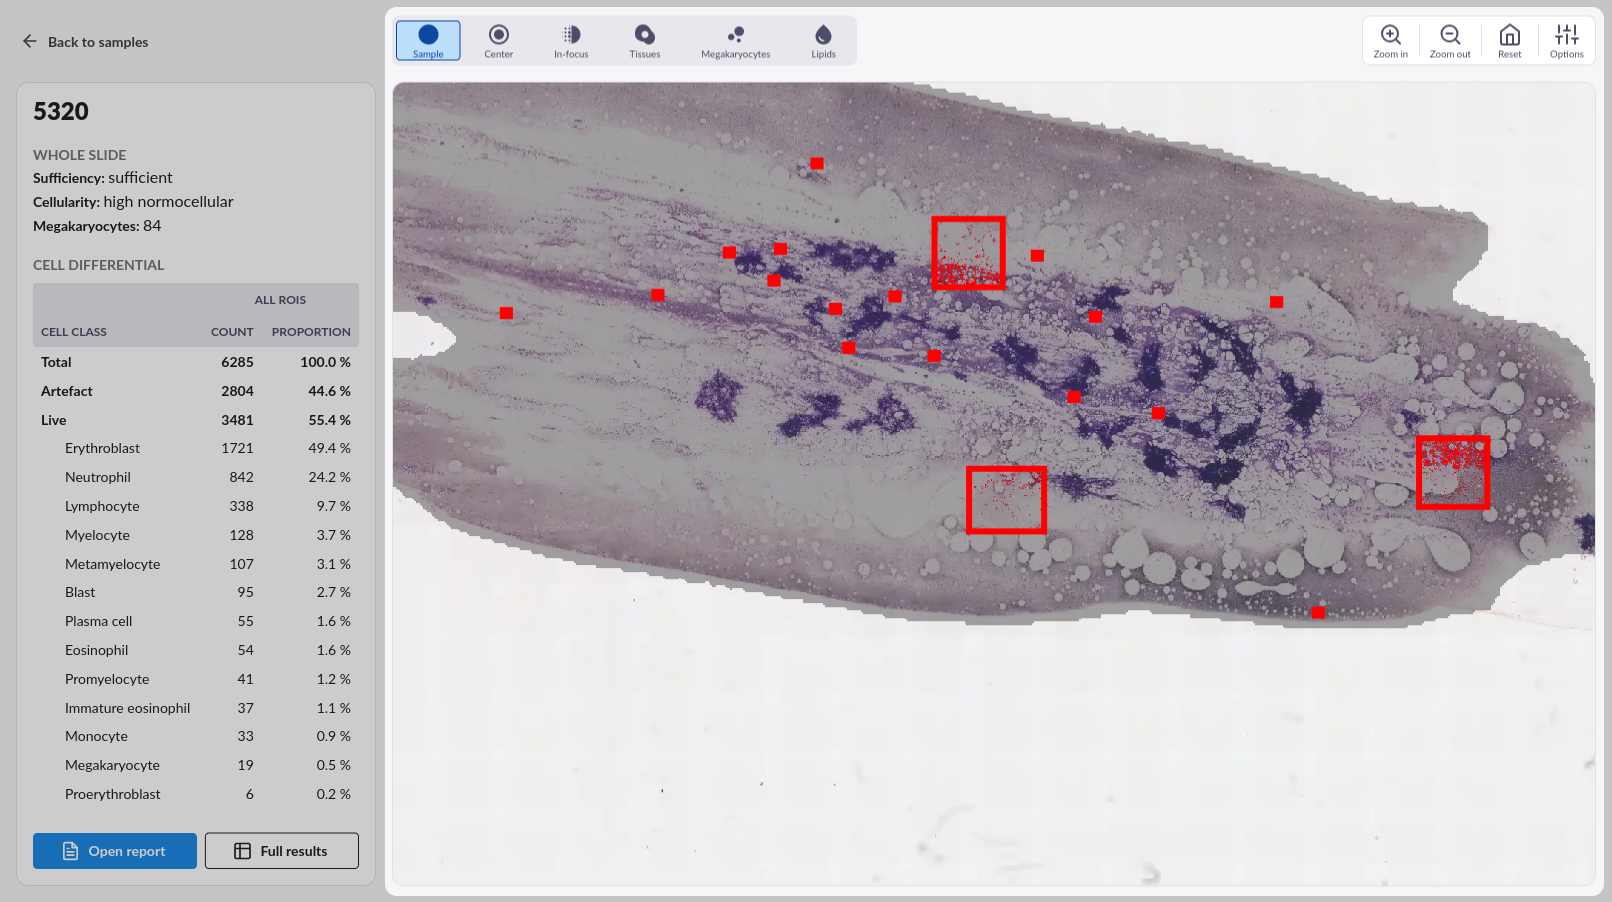 Back to samples
Sample Center In-focus Tissues Megakaryocytes Lipids
Zoom in Zoom out Reset Options
5320
WHOLE SLIDE
Sufficiency: sufficient
Cellularity: high normocellular
Megakaryocytes: 84
CELL DIFFERENTIAL
ALL ROIS
CELL CLASS COUNT PROPORTION
Total 6285 100.0 %
Artefact 2804 44.6 %
Live 3481 55.4 %
Erythroblast 1721 49.4 %
Neutrophil 842 24.2 %
Lymphocyte 338 9.7 %
Myelocyte 128 3.7 %
Metamyelocyte 107 3.1 %
Blast 95 2.7 %
Plasma cell 55 1.6 %
Eosinophil 54 1.6 %
Promyelocyte 41 1.2 %
Immature eosinophil 37 1.1 %
Monocyte 33 0.9 %
Megakaryocyte 19 0.5 %
Proerythroblast 6 0.2 %
Open report Full results